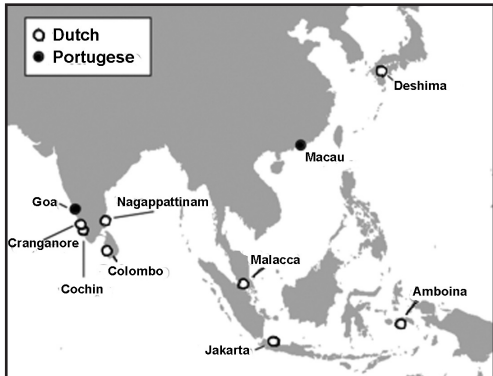 Dutch
Portugese
Deshima
Macau
Goa
Nagappattinam
Cranganore
Colombo
Cochin
Malacca
Amboina
Jakarta